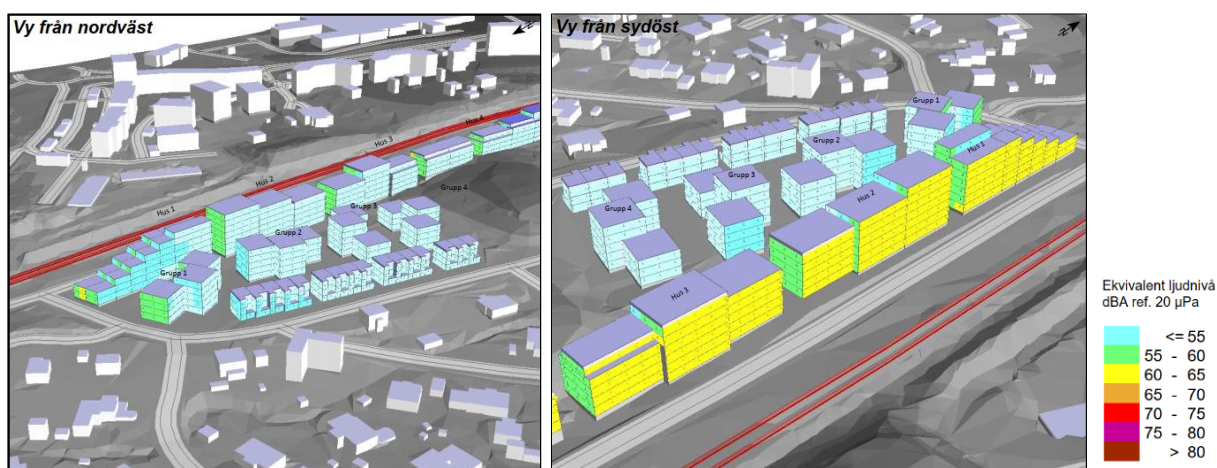 Vy från nordväst
N
Hus 4
Hus 3
Hus 2
Hus 1
Grupp 4
Grupp 3
Grupp 2
Grupp 1
Vy från sydöst
N
Grupp 1
Grupp 2
Hus 1
Grupp 3
Hus 2
Grupp 4
Hus 3
Ekvivalent ljudnivå
dBA ref. 20 µPa
<= 55
55 - 60
60 - 65
65 - 70
70 - 75
75 - 80
> 80